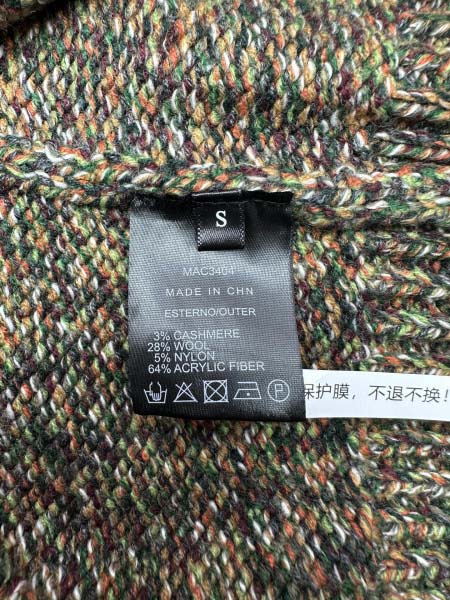 S
MAC3404
MADE IN CHN
ESTERNO/OUTER
3% CASHMERE
28% WOOL
5% NYLON
64% ACRYLIC FIBER
P
保护膜，不退不换！